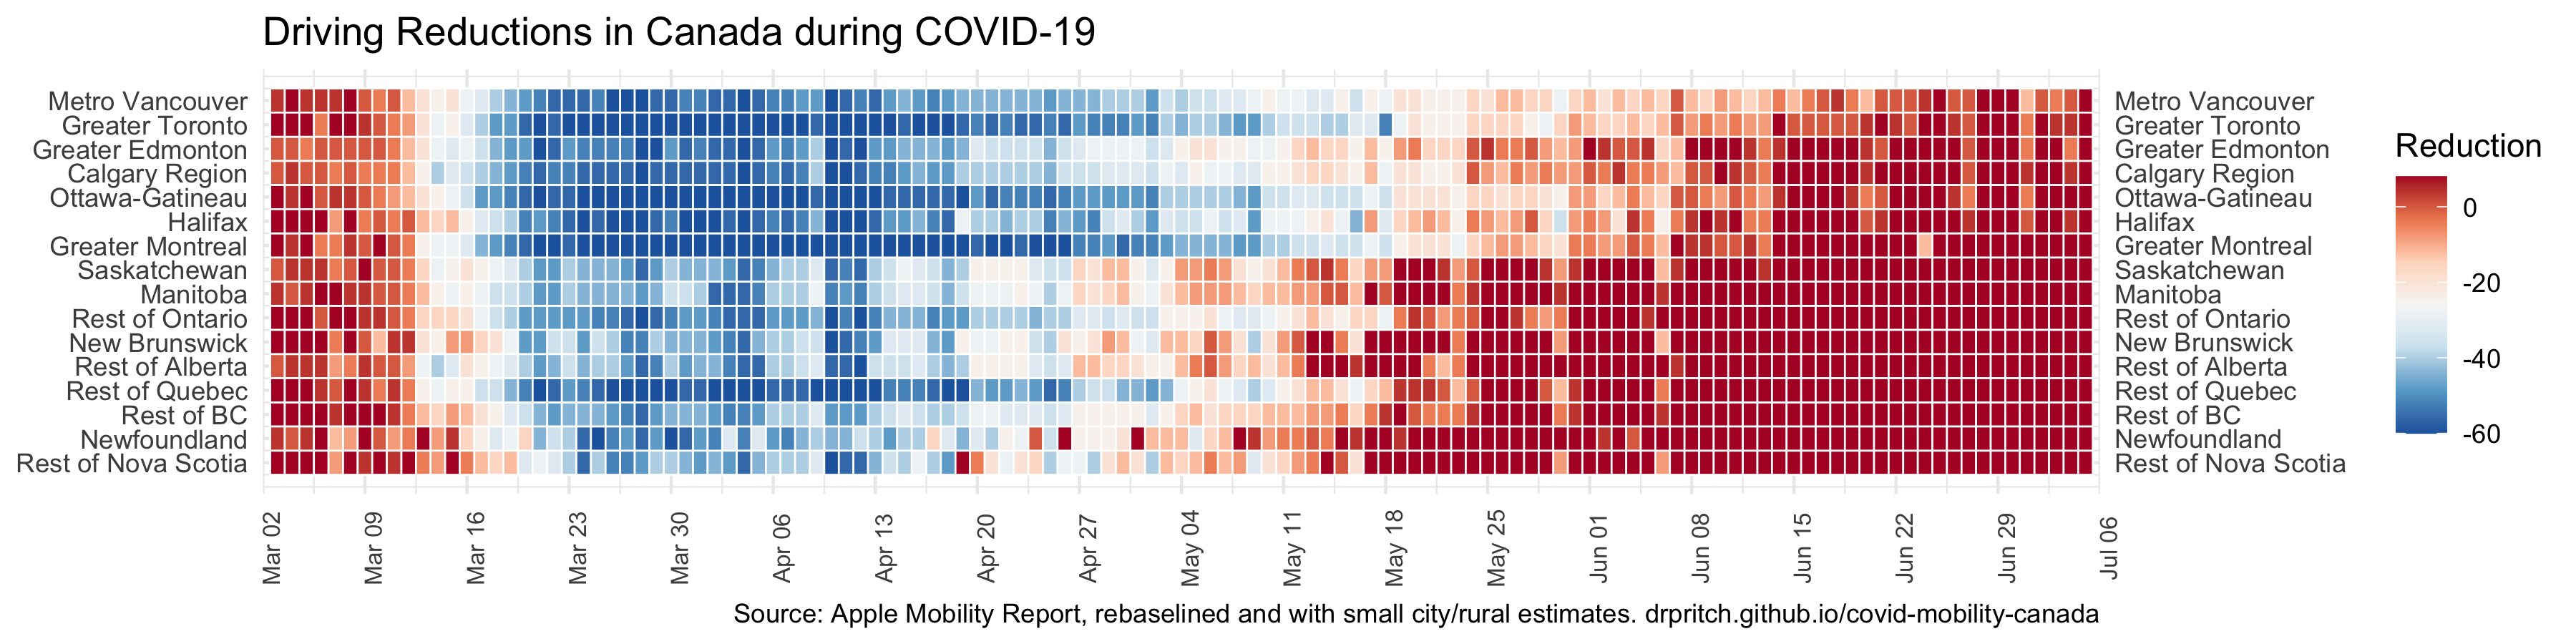 Driving Reductions in Canada during COVID-19
Metro Vancouver
Greater Toronto
Greater Edmonton
Calgary Region
Ottawa-Gatineau
Halifax
Greater Montreal
Saskatchewan
Manitoba
Rest of Ontario
New Brunswick
Rest of Alberta
Rest of Quebec
Rest of BC
Newfoundland
Rest of Nova Scotia
Metro Vancouver
Greater Toronto
Greater Edmonton
Calgary Region
Ottawa-Gatineau
Halifax
Greater Montreal
Saskatchewan
Manitoba
Rest of Ontario
New Brunswick
Rest of Alberta
Rest of Quebec
Rest of BC
Newfoundland
Rest of Nova Scotia
Reduction
0
-20
-40
-60
Mar 02
Mar 09
Mar 16
Mar 23
Mar 30
Apr 06
Apr 13
Apr 20
Apr 27
May 04
May 11
May 18
May 25
Jun 01
Jun 08
Jun 15
Jun 22
Jun 29
Jul 06
Source: Apple Mobility Report, rebaselined and with small city/rural estimates. drpritch.github.io/covid-mobility-canada